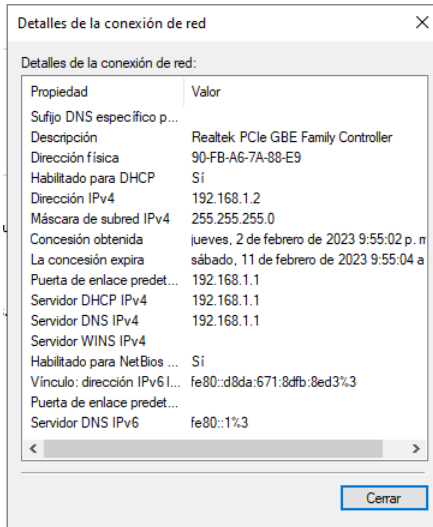 Detalles de la conexión de red
Detalles de la conexión de red:
Propiedad Valor
Sufijo DNS específico p...
Descripción Realtek PCIe GBE Family Controller
Dirección física 90-FB-A6-7A-88-E9
Habilitado para DHCP Sí
Dirección IPv4 192.168.1.2
Máscara de subred IPv4 255.255.255.0
Concesión obtenida jueves, 2 de febrero de 2023 9:55:02 p. m
La concesión expira sábado, 11 de febrero de 2023 9:55:04 a
Puerta de enlace predet... 192.168.1.1
Servidor DHCP IPv4 192.168.1.1
Servidor DNS IPv4 192.168.1.1
Servidor WINS IPv4
Habilitado para NetBios ... Sí
Vínculo: dirección IPv6 l... fe80::d8da:671:8dfb:8ed3%3
Puerta de enlace predet...
Servidor DNS IPv6 fe80::1%3
Cerrar